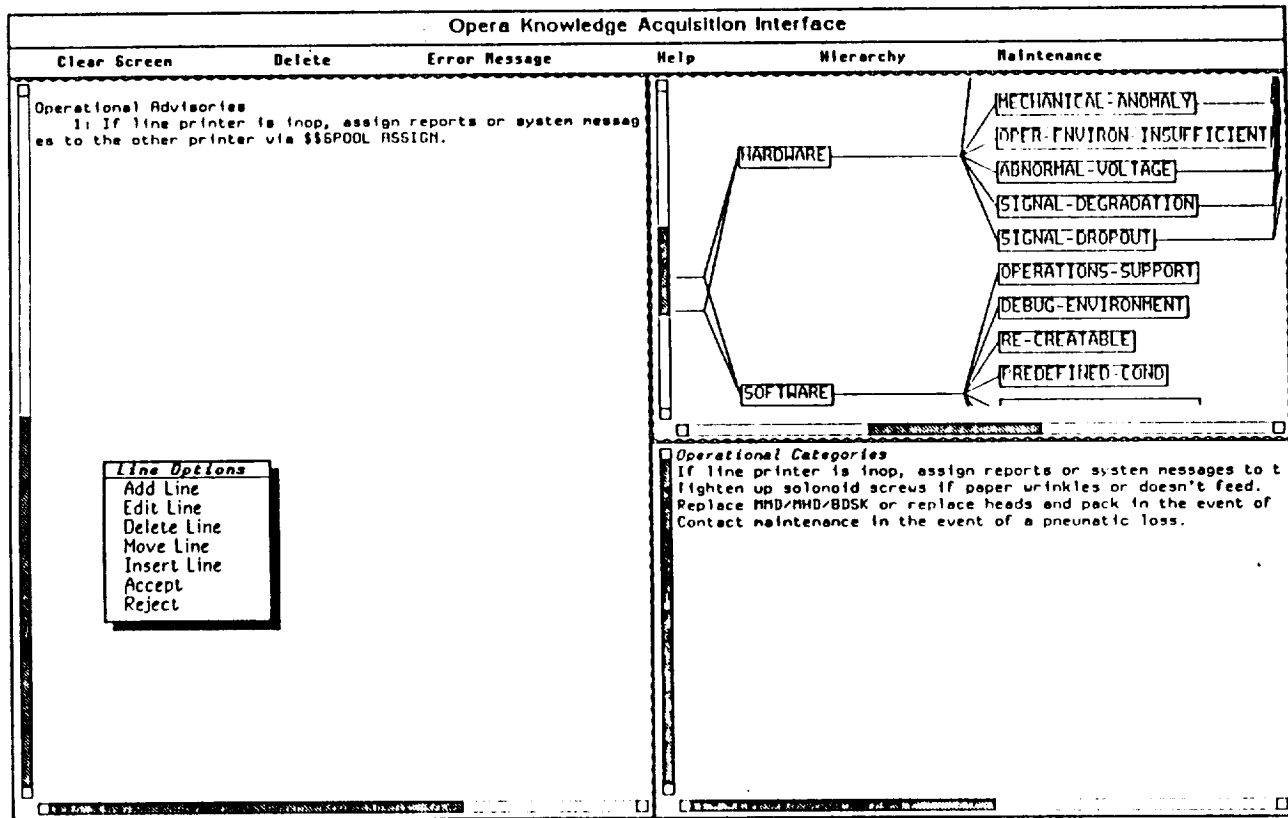 Opera Knowledge Acquisition Interface
Clear Screen Delete Error Message Help Hierarchy Maintenance
Operational Advisories
1: If line printer is inop, assign reports or system messag
es to the other printer via $$6POOL ASSIGN.
Line Options
Add Line
Edit Line
Delete Line
Move Line
Insert Line
Accept
Reject
HARDWARE
SOFTWARE
MECHANICAL-ANOMALY
OPER-ENVIRON-INSUFFICIENT
ABNORMAL-VOLTAGE
SIGNAL-DEGRADATION
SIGNAL-DROPOUT
OPERATIONS-SUPPORT
DEBUG-ENVIRONMENT
RE-CREATABLE
PREDEFINED-COND
Operational Categories
If line printer is inop, assign reports or system messages to t
Tighten up solonoid screws if paper wrinkles or doesn't feed.
Replace MMD/MHD/BDSK or replace heads and pack in the event of
Contact maintenance in the event of a pneumatic loss.